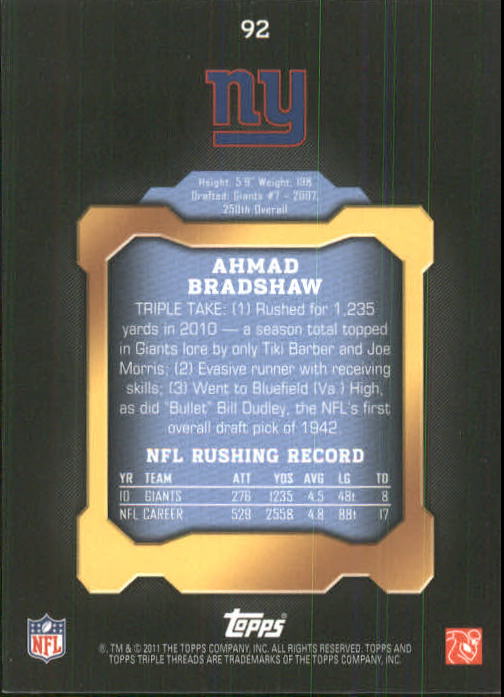 92
ny
Height: 5'9" Weight: 198
Drafted: Giants #7 - 2007,
250th Overall
AHMAD
BRADSHAW
TRIPLE TAKE: (1) Rushed for 1,235
yards in 2010 — a season total topped
in Giants lore by only Tiki Barber and Joe
Morris; (2) Evasive runner with receiving
skills; (3) Went to Bluefield (Va.) High,
as did "Bullet" Bill Dudley, the NFL's first
overall draft pick of 1942.
NFL RUSHING RECORD
YR TEAM ATT YDS AVG LG TD
10 GIANTS 276 1235 4.5 48t 8
NFL CAREER 529 2558 4.8 88t 17
NFL
Topps
®, TM & © 2011 THE TOPPS COMPANY, INC. ALL RIGHTS RESERVED. TOPPS AND
TOPPS TRIPLE THREADS ARE TRADEMARKS OF THE TOPPS COMPANY, INC.